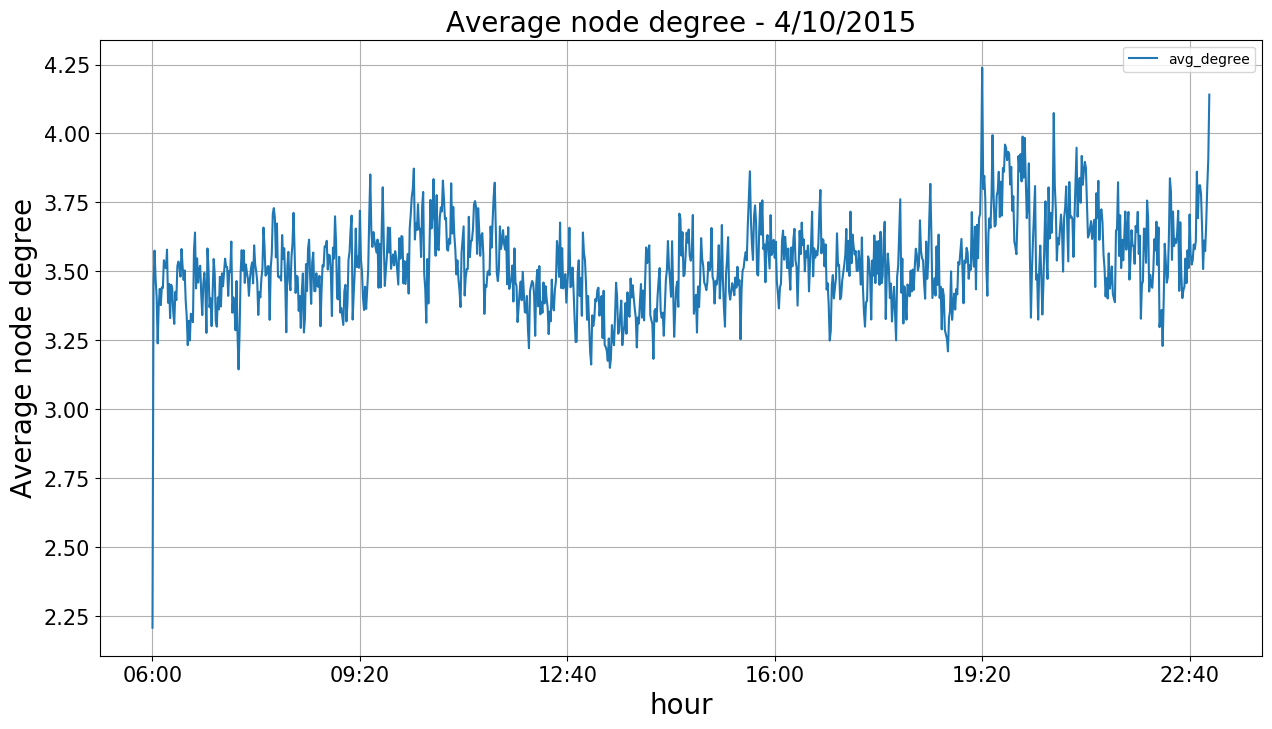 Average node degree - 4/10/2015
avg_degree
Average node degree
4.25
4.00
3.75
3.50
3.25
3.00
2.75
2.50
2.25
06:00 09:20 12:40 16:00 19:20 22:40
hour